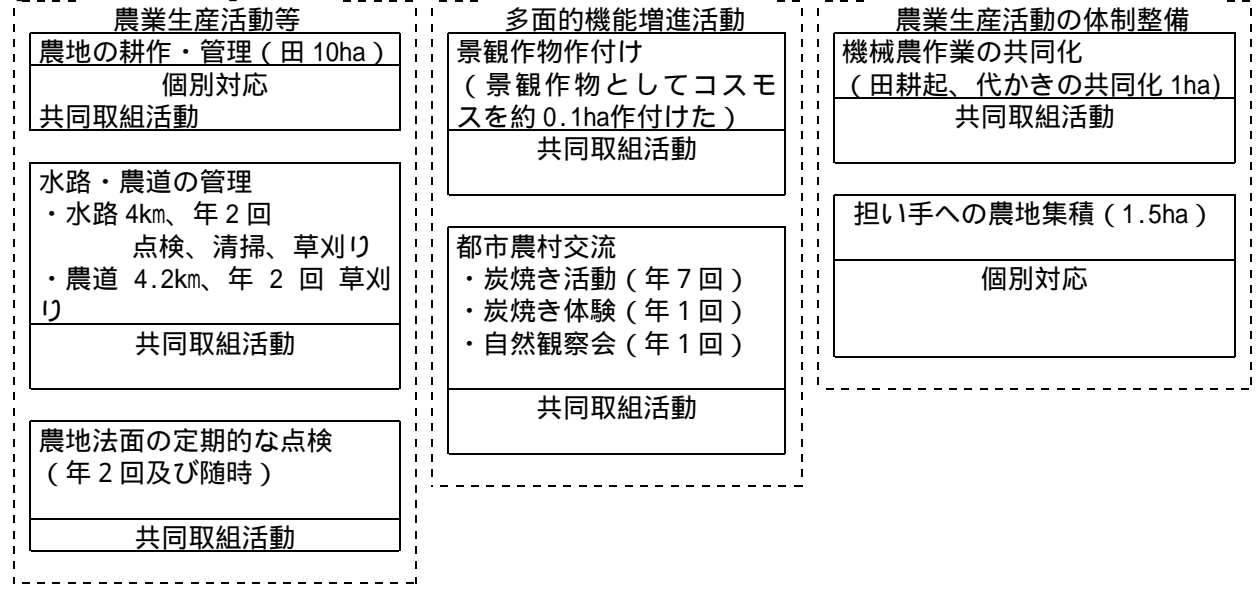 農業生産活動等
農地の耕作・管理（田10ha）
個別対応
共同取組活動
水路・農道の管理
・水路4km、年2回
点検、清掃、草刈り
・農道 4.2km、年 2 回 草刈
り
共同取組活動
農地法面の定期的な点検
（年2回及び随時）
共同取組活動
多面的機能増進活動
景観作物作付け
（景観作物としてコスモ
スを約0.1ha作付けた）
共同取組活動
都市農村交流
・炭焼き活動（年7回）
・炭焼き体験（年1回）
・自然観察会（年1回）
共同取組活動
農業生産活動の体制整備
機械農作業の共同化
（田耕起、代かきの共同化 1ha)
共同取組活動
担い手への農地集積（1.5ha）
個別対応